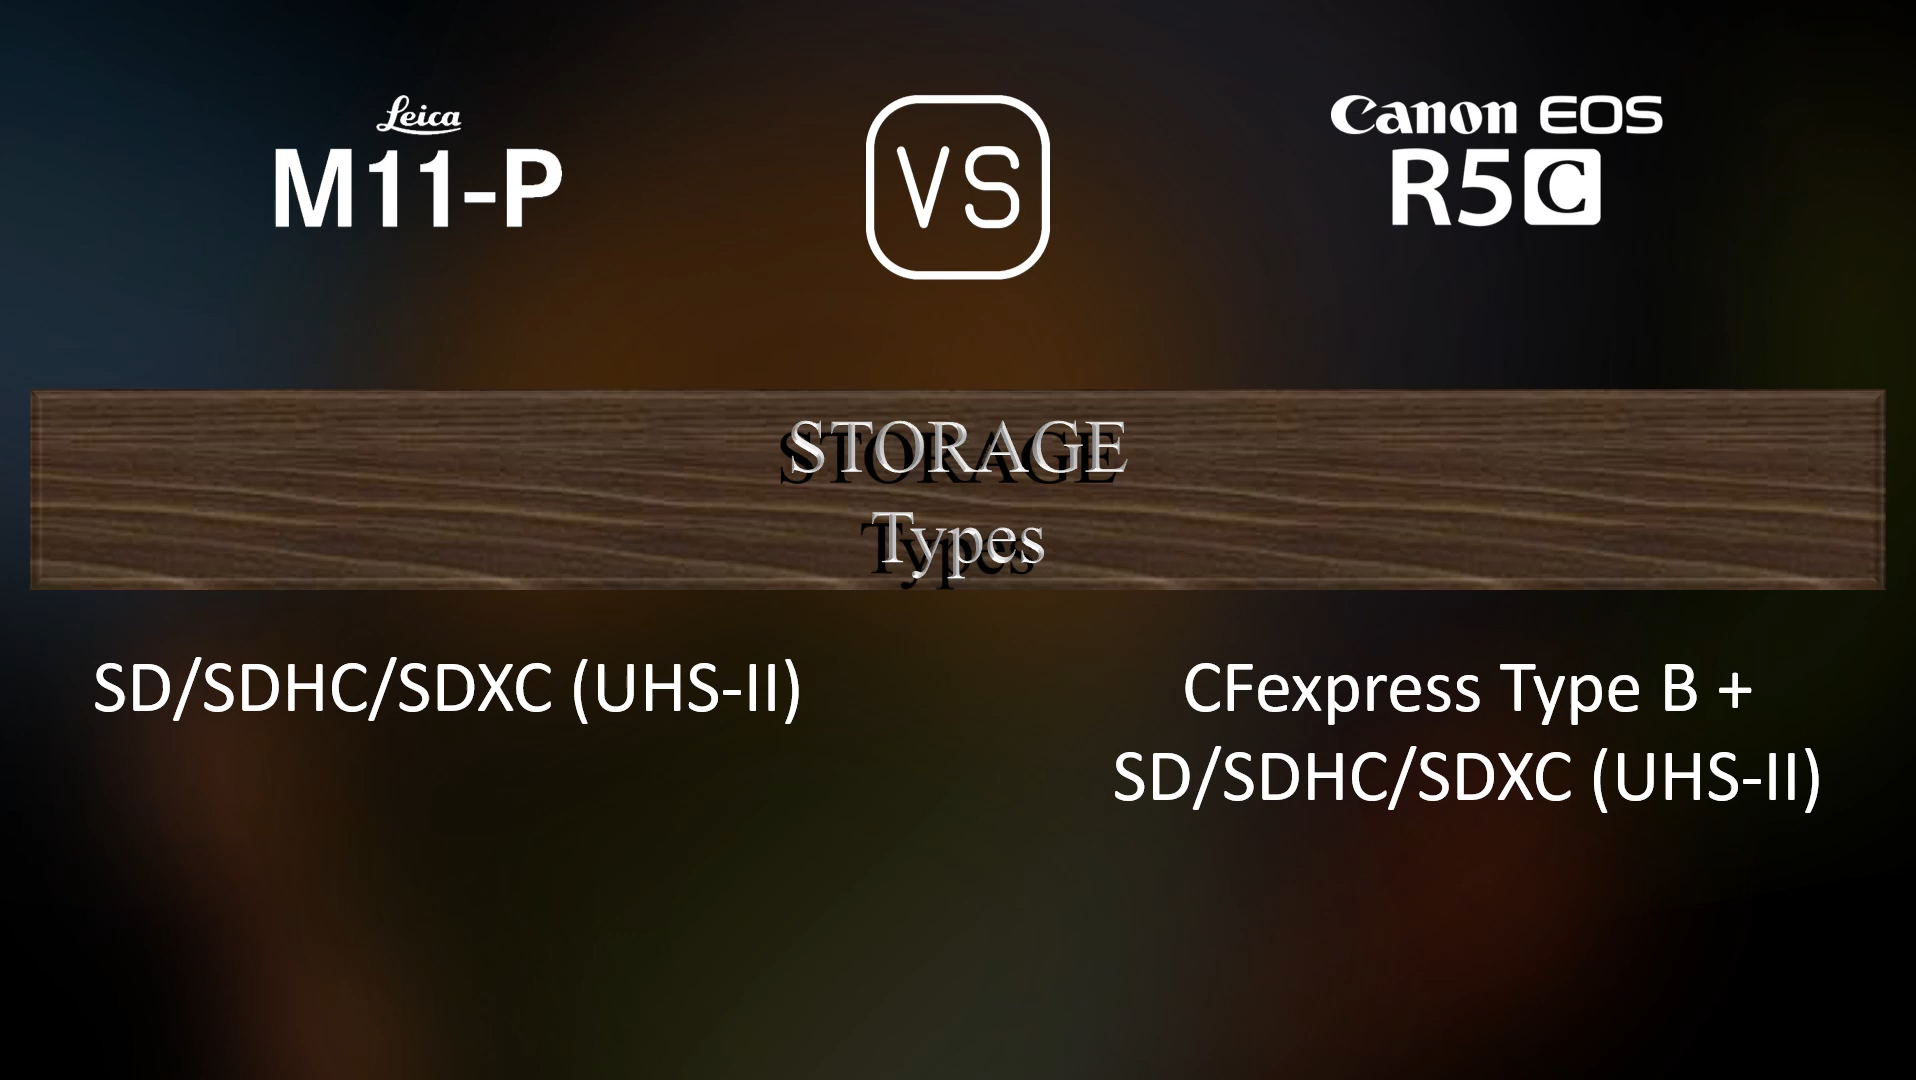 Leica
M11-P
VS
Canon EOS
R5 C
STORAGE
Types
SD/SDHC/SDXC (UHS-II)
CFexpress Type B +
SD/SDHC/SDXC (UHS-II)